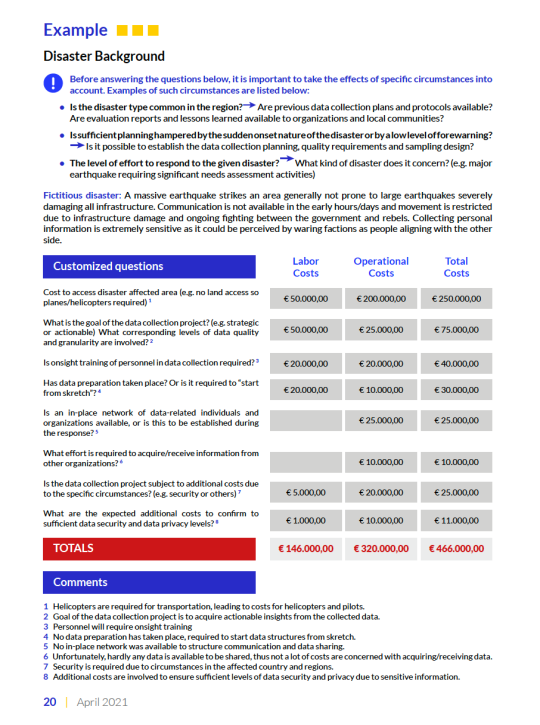 Example
Disaster Background
Before answering the questions below, it is important to take the effects of specific circumstances into
account. Examples of such circumstances are listed below:
• Is the disaster type common in the region? → Are previous data collection plans and protocols available?
Are evaluation reports and lessons learned available to organizations and local communities?
• Is sufficient planning hampered by the sudden onset nature of the disaster or by a low level of forewarning?
→ Is it possible to establish the data collection planning, quality requirements and sampling design?
• The level of effort to respond to the given disaster? → What kind of disaster does it concern? (e.g. major
earthquake requiring significant needs assessment activities)
Fictitious disaster: A massive earthquake strikes an area generally not prone to large earthquakes severely
damaging all infrastructure. Communication is not available in the early hours/days and movement is restricted
due to infrastructure damage and ongoing fighting between the government and rebels. Collecting personal
information is extremely sensitive as it could be perceived by waring factions as people aligning with the other
side.
Customized questions
Labor Costs
Operational Costs
Total Costs
Cost to access disaster affected area (e.g. no land access so
planes/helicopters required) 1
€ 50.000,00 € 200.000,00 € 250.000,00
What is the goal of the data collection project? (e.g. strategic
or actionable) What corresponding levels of data quality
and granularity are involved? 2
€ 50.000,00 € 25.000,00 € 75.000,00
Is onsight training of personnel in data collection required? 3
€ 20.000,00 € 20.000,00 € 40.000,00
Has data preparation taken place? Or is it required to "start
from skretch"? 4
€ 20.000,00 € 10.000,00 € 30.000,00
Is an in-place network of data-related individuals and
organizations available, or is this to be established during
the response? 5
€ 25.000,00 € 25.000,00
What effort is required to acquire/receive information from
other organizations? 6
€ 10.000,00 € 10.000,00
Is the data collection project subject to additional costs due
to the specific circumstances? (e.g. security or others) 7
€ 5.000,00 € 20.000,00 € 25.000,00
What are the expected additional costs to confirm to
sufficient data security and data privacy levels? 8
€ 1.000,00 € 10.000,00 € 11.000,00
TOTALS € 146.000,00 € 320.000,00 € 466.000,00
Comments
1 Helicopters are required for transportation, leading to costs for helicopters and pilots.
2 Goal of the data collection project is to acquire actionable insights from the collected data.
3 Personnel will require onsight training
4 No data preparation has taken place, required to start data structures from skretch.
5 No in-place network was available to structure communication and data sharing.
6 Unfortunately, hardly any data is available to be shared, thus not a lot of costs are concerned with acquiring/receiving data.
7 Security is required due to circumstances in the affected country and regions.
8 Additional costs are involved to ensure sufficient levels of data security and privacy due to sensitive information.
20 | April 2021